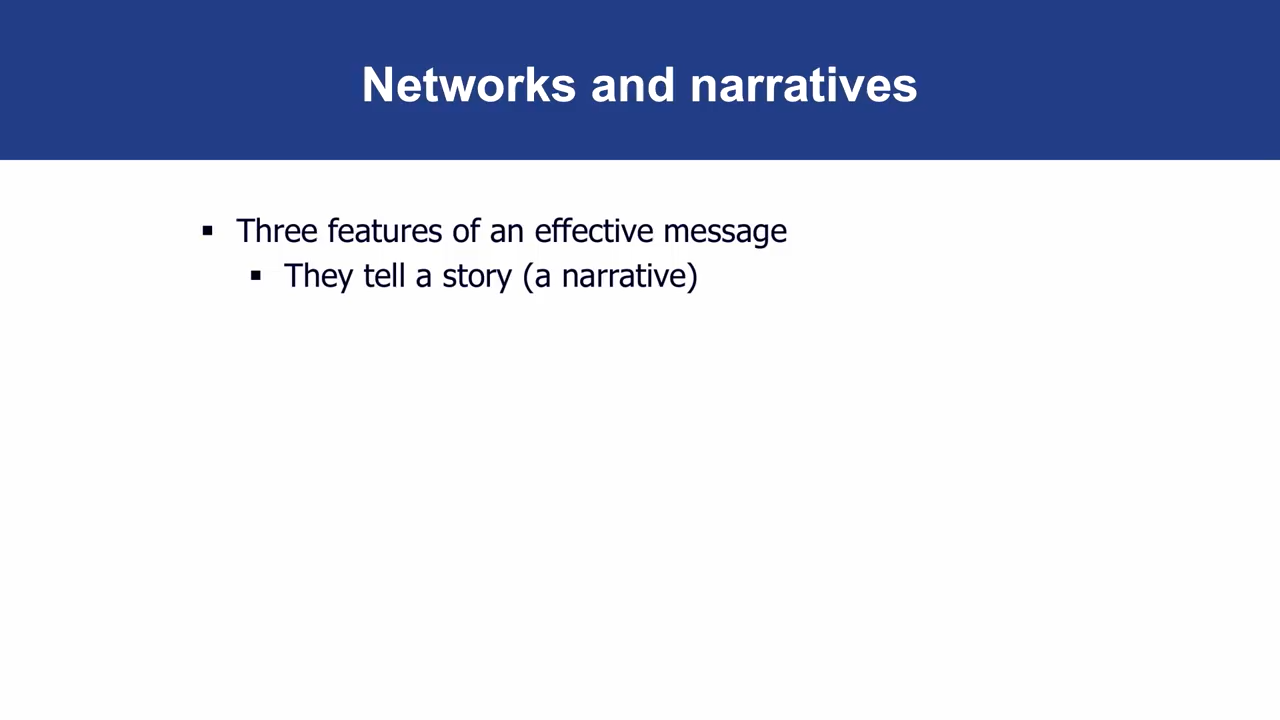 Networks and narratives
▪ Three features of an effective message
▪ They tell a story (a narrative)